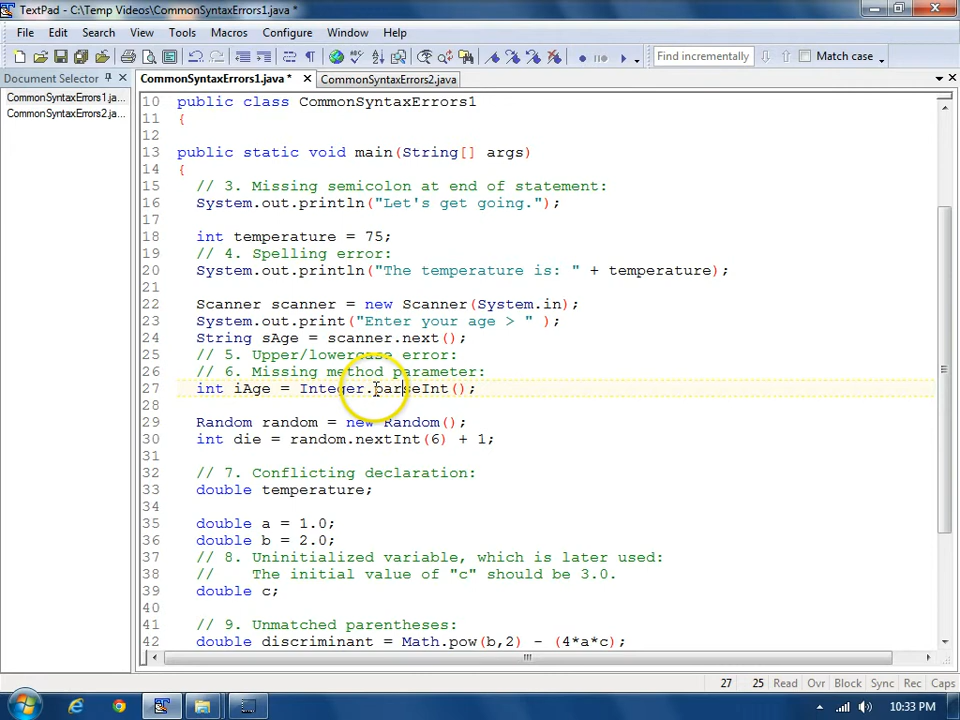 TextPad - C:\Temp Videos\CommonSyntaxErrors1.java *
File Edit Search View Tools Macros Configure Window Help
Find incrementally Match case
Document Selector
CommonSyntaxErrors1.java * CommonSyntaxErrors2.java
CommonSyntaxErrors1.ja...
CommonSyntaxErrors2.ja...
10 public class CommonSyntaxErrors1
11 {
12
13 public static void main(String[] args)
14 {
15 // 3. Missing semicolon at end of statement:
16 System.out.println("Let's get going.");
17
18 int temperature = 75;
19 // 4. Spelling error:
20 System.out.println("The temperature is: " + temperature);
21
22 Scanner scanner = new Scanner(System.in);
23 System.out.print("Enter your age > " );
24 String sAge = scanner.next();
25 // 5. Upper/lowercase error:
26 // 6. Missing method parameter:
27 int iAge = Integer.parseInt();
28
29 Random random = new Random();
30 int die = random.nextInt(6) + 1;
31
32 // 7. Conflicting declaration:
33 double temperature;
34
35 double a = 1.0;
36 double b = 2.0;
37 // 8. Uninitialized variable, which is later used:
38 // The initial value of "c" should be 3.0.
39 double c;
40
41 // 9. Unmatched parentheses:
42 double discriminant = Math.pow(b,2) - (4*a*c);
27 25 Read Ovr Block Sync Rec Caps
10:33 PM